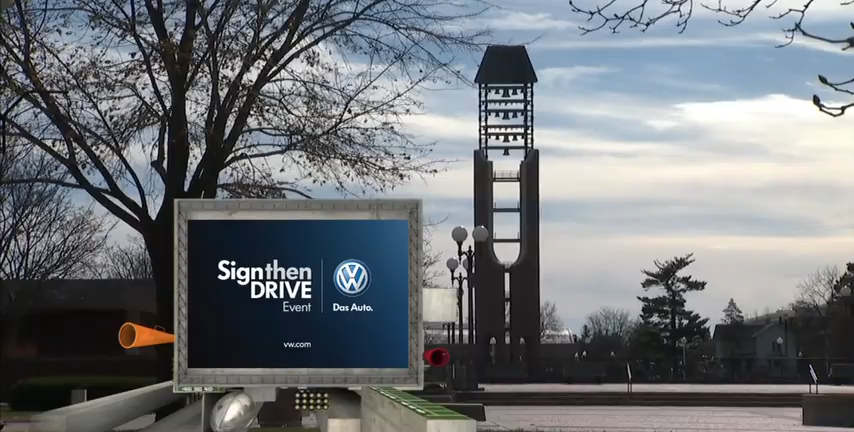 Sign then
DRIVE
Event
Das Auto.
vw.com